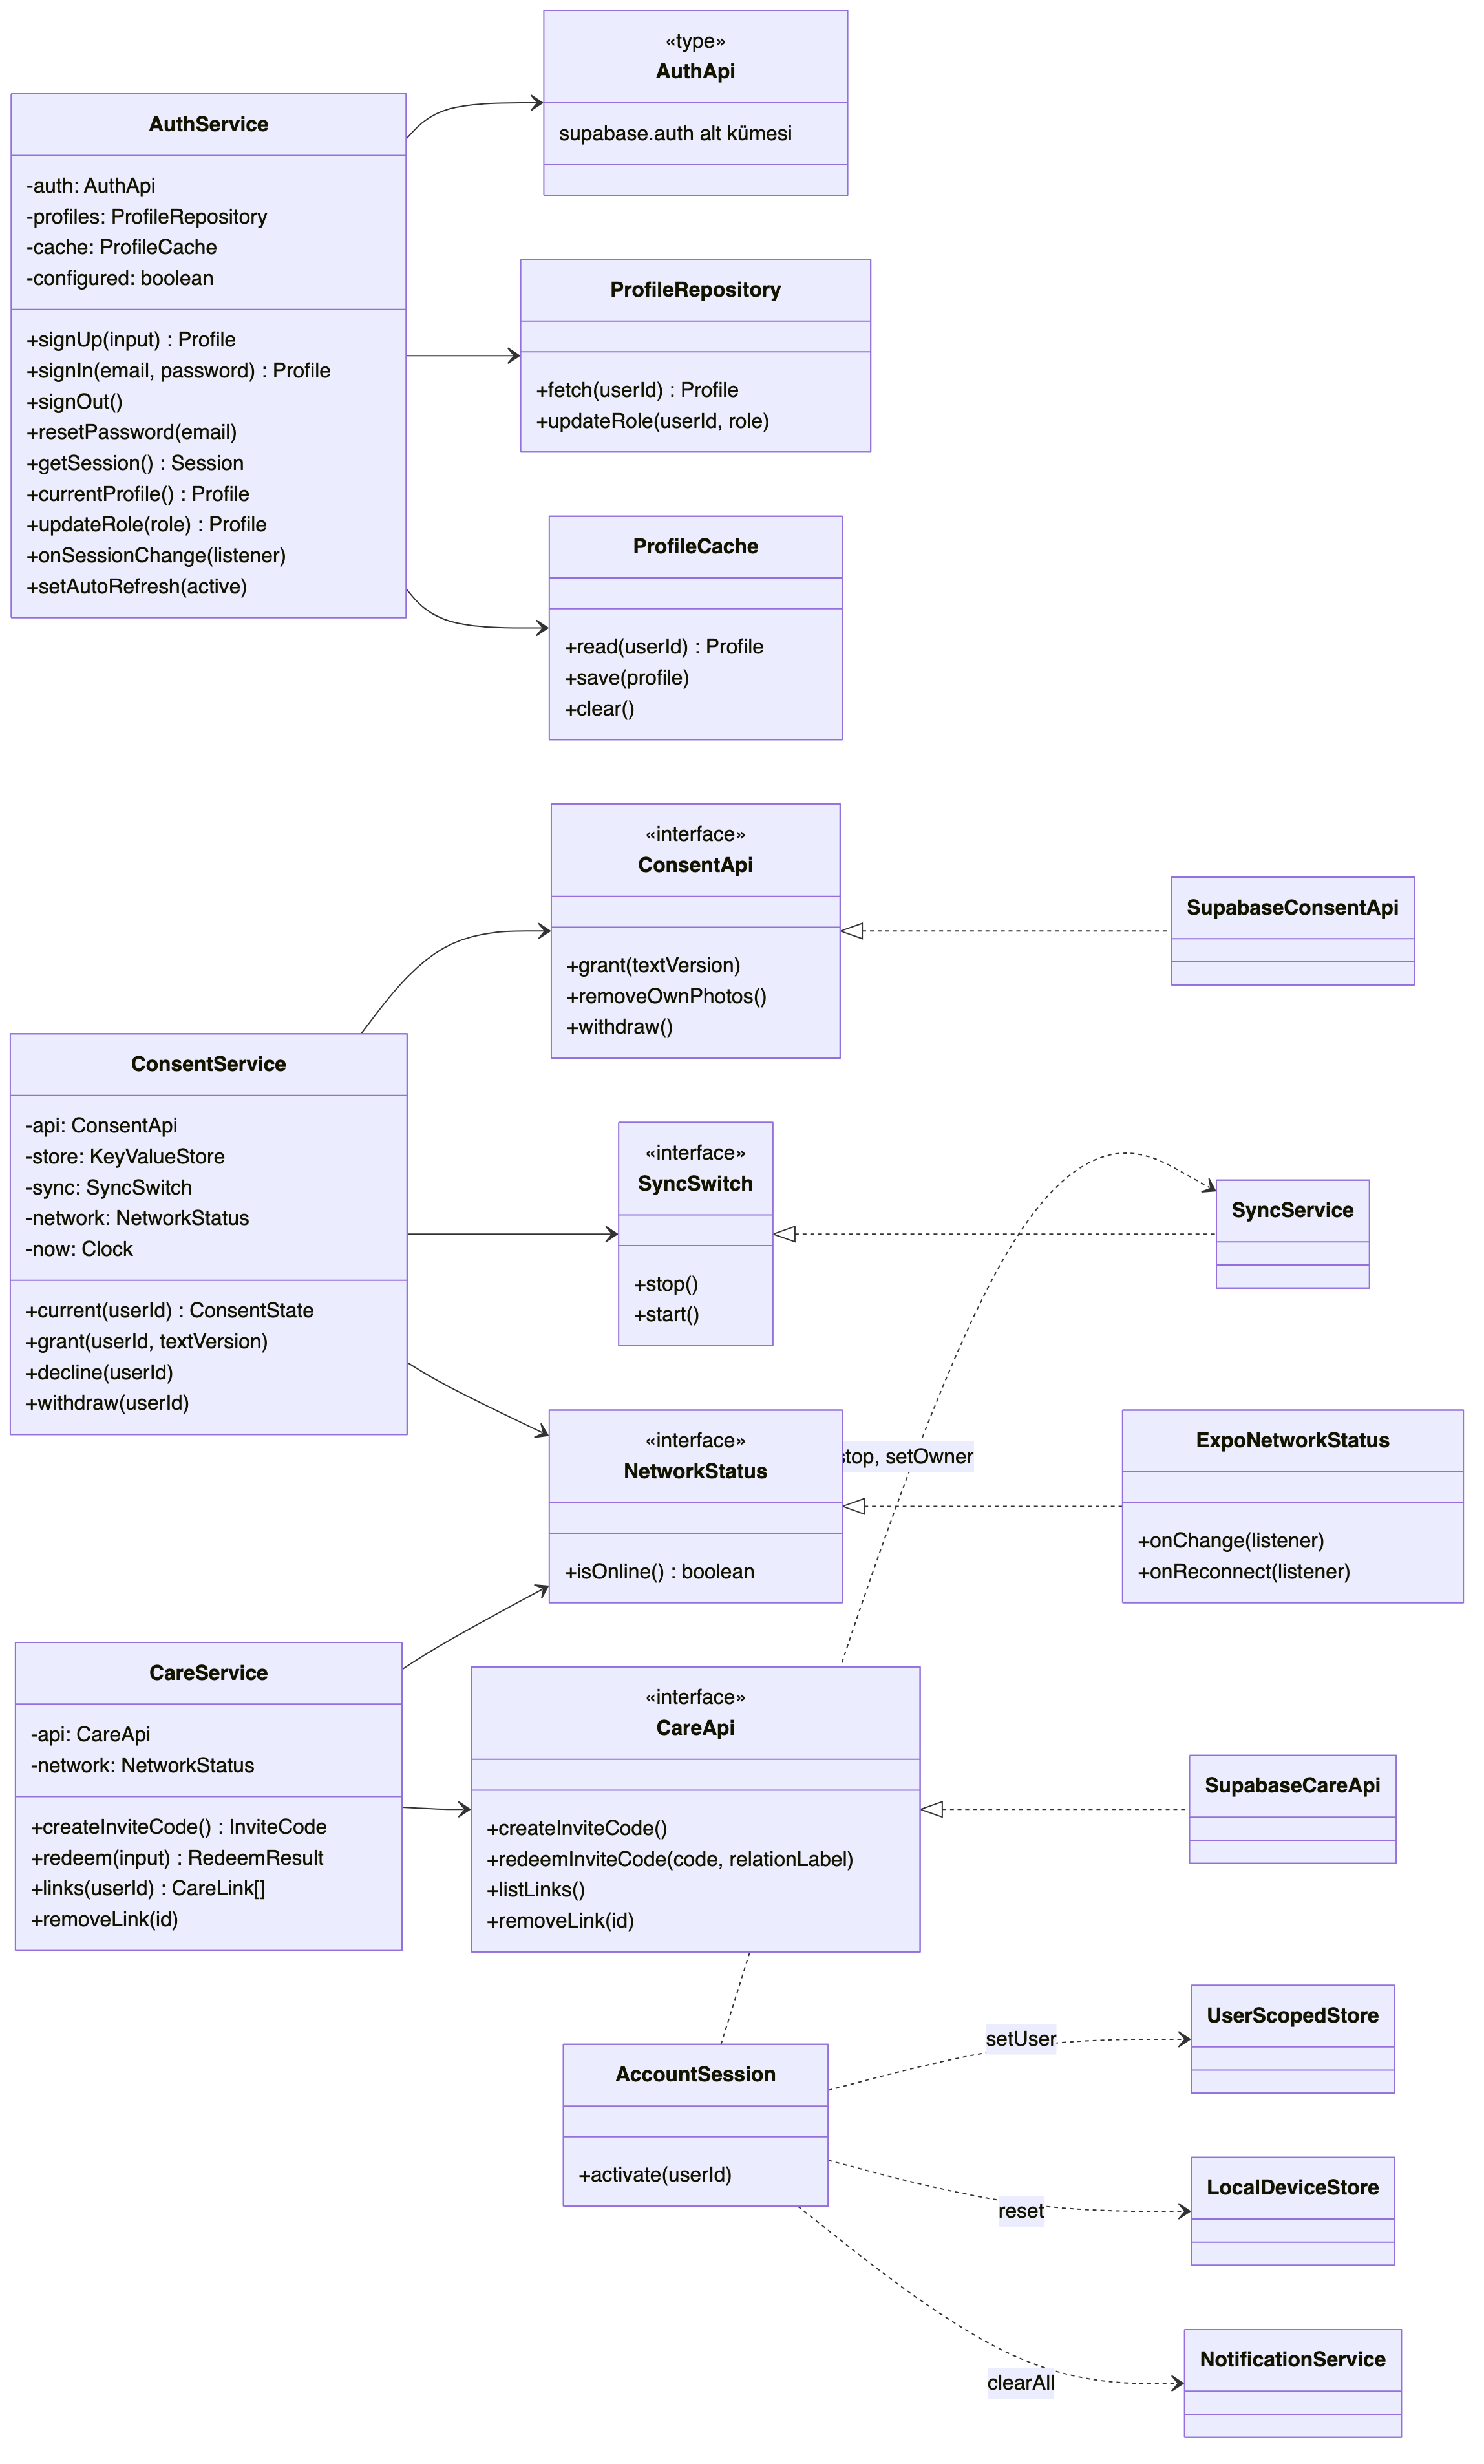 «type»
AuthApi
supabase.auth alt kümesi
AuthService
-auth: AuthApi
-profiles: ProfileRepository
-cache: ProfileCache
-configured: boolean
+signUp(input) : Profile
+signIn(email, password) : Profile
+signOut()
+resetPassword(email)
+getSession() : Session
+currentProfile() : Profile
+updateRole(role) : Profile
+onSessionChange(listener)
+setAutoRefresh(active)
ProfileRepository
+fetch(userId) : Profile
+updateRole(userId, role)
ProfileCache
+read(userId) : Profile
+save(profile)
+clear()
«interface»
ConsentApi
+grant(textVersion)
+removeOwnPhotos()
+withdraw()
SupabaseConsentApi
ConsentService
-api: ConsentApi
-store: KeyValueStore
-sync: SyncSwitch
-network: NetworkStatus
-now: Clock
+current(userId) : ConsentState
+grant(userId, textVersion)
+decline(userId)
+withdraw(userId)
«interface»
SyncSwitch
+stop()
+start()
SyncService
«interface»
NetworkStatus
+isOnline() : boolean
stop, setOwner
ExpoNetworkStatus
+onChange(listener)
+onReconnect(listener)
CareService
-api: CareApi
-network: NetworkStatus
+createInviteCode() : InviteCode
+redeem(input) : RedeemResult
+links(userId) : CareLink[]
+removeLink(id)
«interface»
CareApi
+createInviteCode()
+redeemInviteCode(code, relationLabel)
+listLinks()
+removeLink(id)
SupabaseCareApi
AccountSession
+activate(userId)
setUser
UserScopedStore
reset
LocalDeviceStore
clearAll
NotificationService